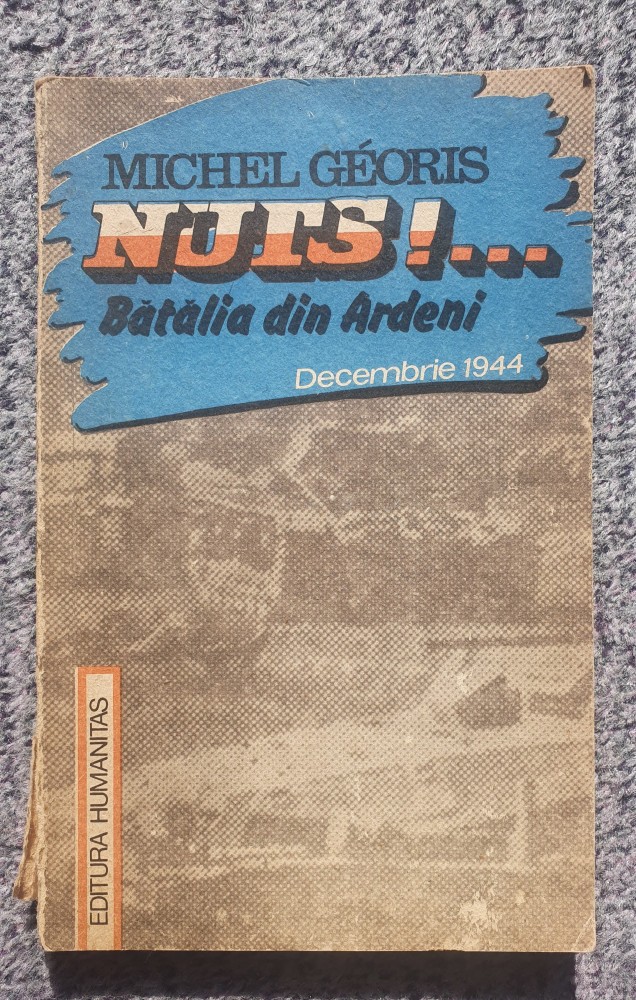 MICHEL GÉORIS
NUTS!...
Bătălia din Ardeni
Decembrie 1944
EDITURA HUMANITAS